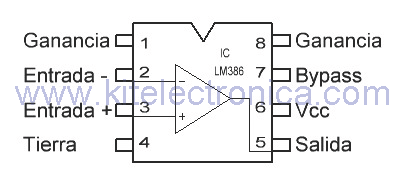 Ganancia 1 8 Ganancia
IC
LM386
Entrada - 2 7 Bypass
www.kitelectronica.com
Entrada + 3 6 Vcc
Tierra 4 5 Salida
- 
+